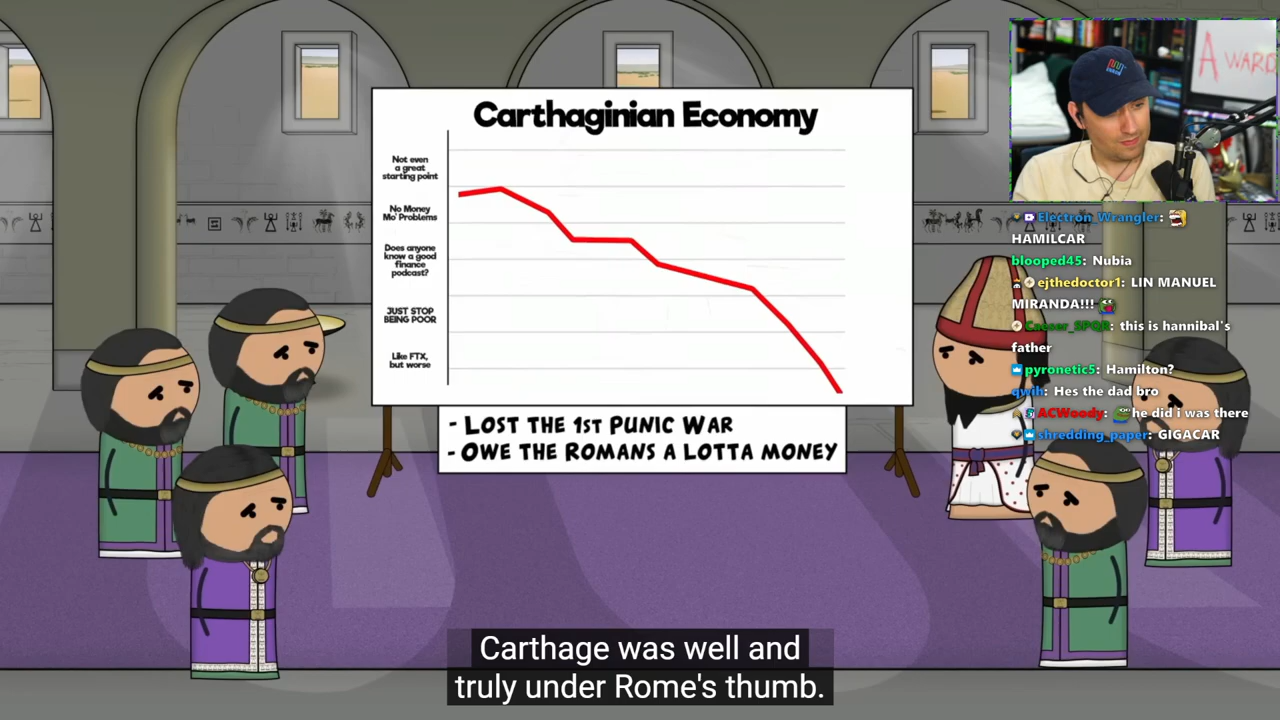 Carthaginian Economy
Not even
a great
starting point
No Money
Mo' Problems
Does anyone
know a good
finance
podcast?
JUST STOP
BEING POOR
Like FTX,
but worse
- LOST THE 1ST PUNIC WAR
- OWE THE ROMANS A LOTTA MONEY
Carthage was well and
truly under Rome's thumb.
AWARD
Electron_Wrangler:
HAMILCAR
blooped45: Nubia
ejthedoctor1: LIN MANUEL
MIRANDA!!!
Caeser_SPQR: this is hannibal's
father
pyronetic5: Hamilton?
qwih: Hes the dad bro
ACWoody: he did i was there
shredding_paper: GIGACAR